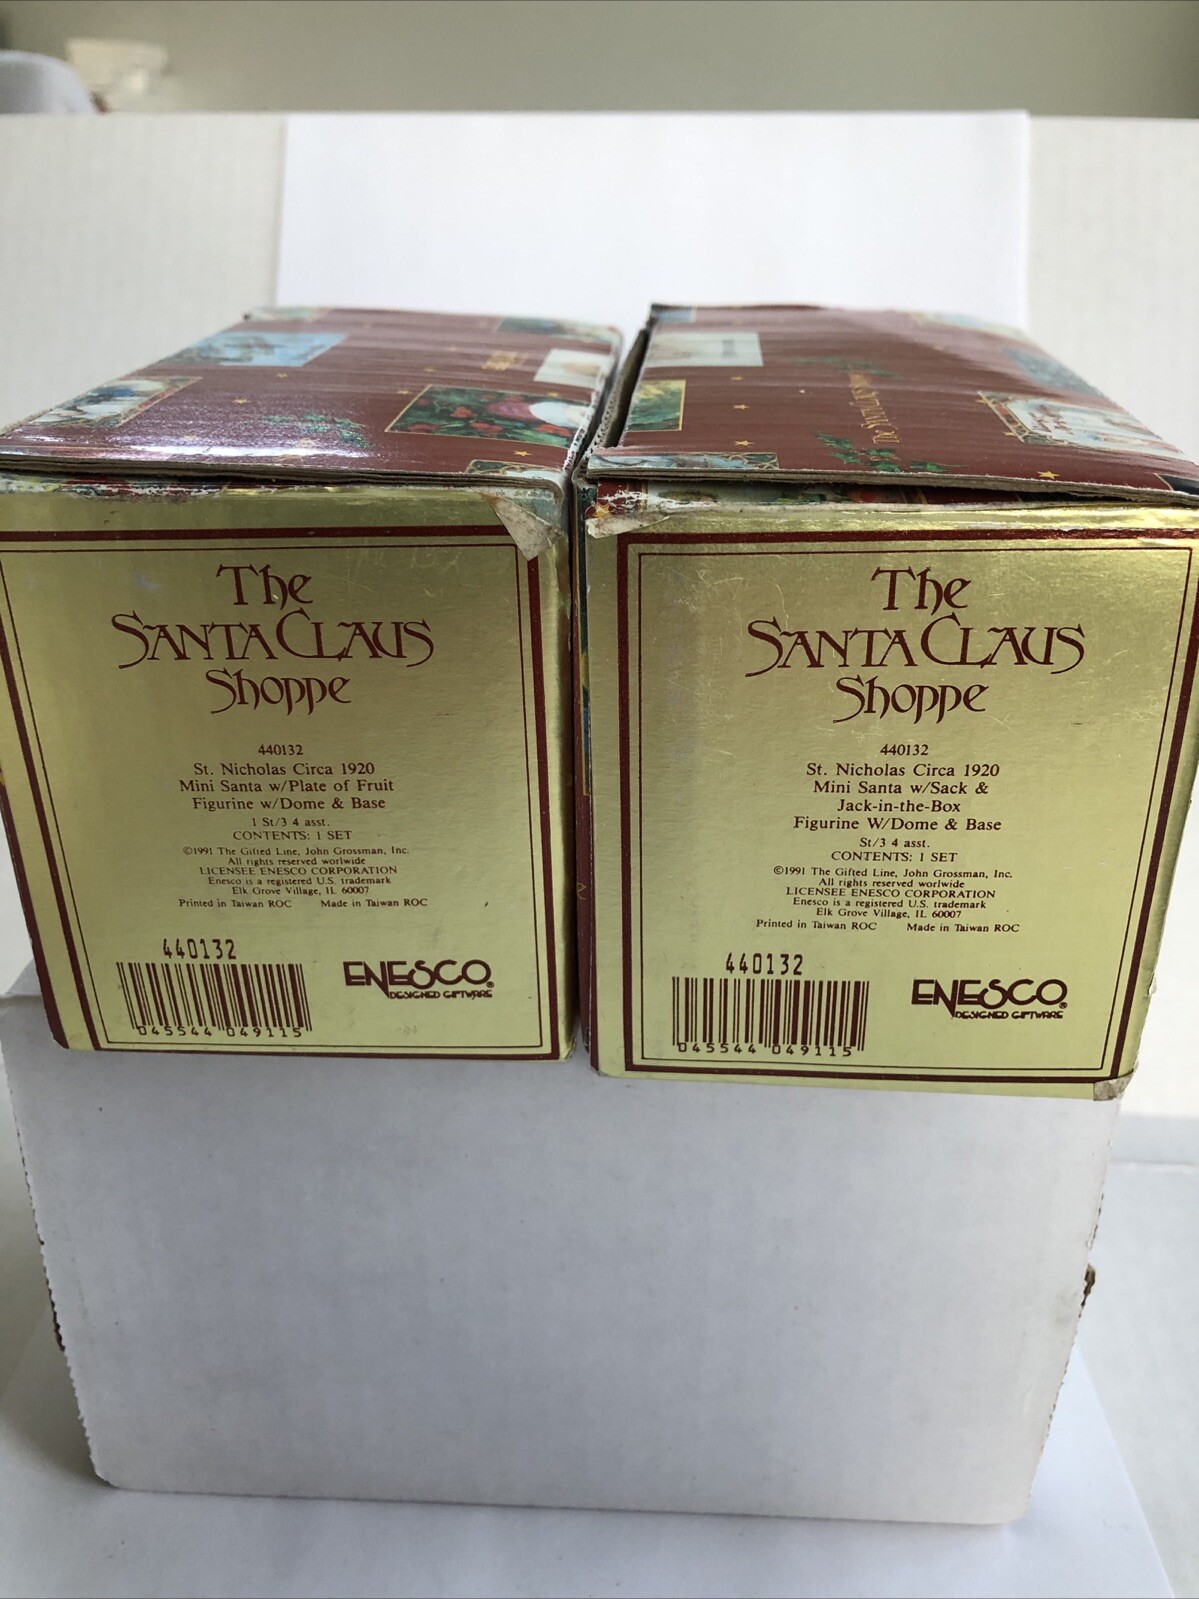 The Santa Claus
The
SANTA CLAUS
Shoppe
440132
St. Nicholas Circa 1920
Mini Santa w/Plate of Fruit
Figurine w/Dome & Base
1 St/3 4 asst.
CONTENTS: 1 SET
©1991 The Gifted Line, John Grossman, Inc.
All rights reserved worlwide
LICENSEE ENESCO CORPORATION
Enesco is a registered U.S. trademark
Elk Grove Village, IL 60007
Printed in Taiwan ROC Made in Taiwan ROC
440132
045544 049115
ENESCO®
DESIGNED GIFTWARE
The
SANTA CLAUS
Shoppe
440132
St. Nicholas Circa 1920
Mini Santa w/Sack &
Jack-in-the-Box
Figurine W/Dome & Base
St/3 4 asst.
CONTENTS: 1 SET
©1991 The Gifted Line, John Grossman, Inc.
All rights reserved worlwide
LICENSEE ENESCO CORPORATION
Enesco is a registered U.S. trademark
Elk Grove Village, IL 60007
Printed in Taiwan ROC Made in Taiwan ROC
440132
045544 049115
ENESCO®
DESIGNED GIFTWARE